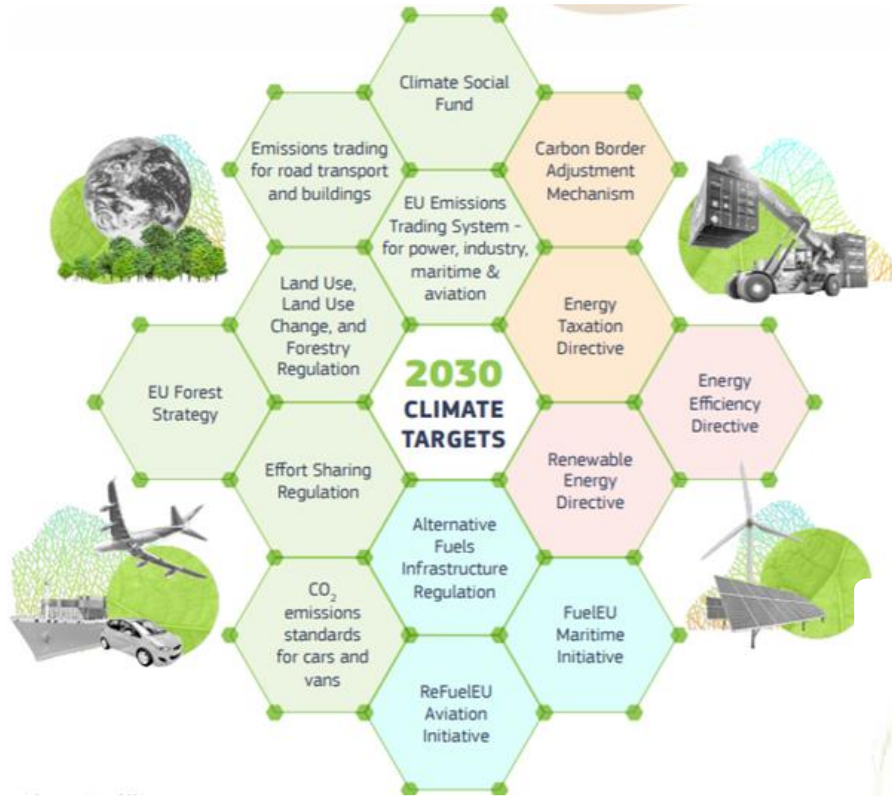 Climate Social
Fund
Emissions trading
for road transport
and buildings
Carbon Border
Adjustment
Mechanism
EU Emissions
Trading System -
for power, industry,
maritime &
aviation
Land Use,
Land Use
Change, and
Forestry
Regulation
Energy
Taxation
Directive
EU Forest
Strategy
2030
CLIMATE
TARGETS
Energy
Efficiency
Directive
Effort Sharing
Regulation
Renewable
Energy
Directive
Alternative
Fuels
Infrastructure
Regulation
CO₂
emissions
standards
for cars and
vans
FuelEU
Maritime
Initiative
ReFuelEU
Aviation
Initiative